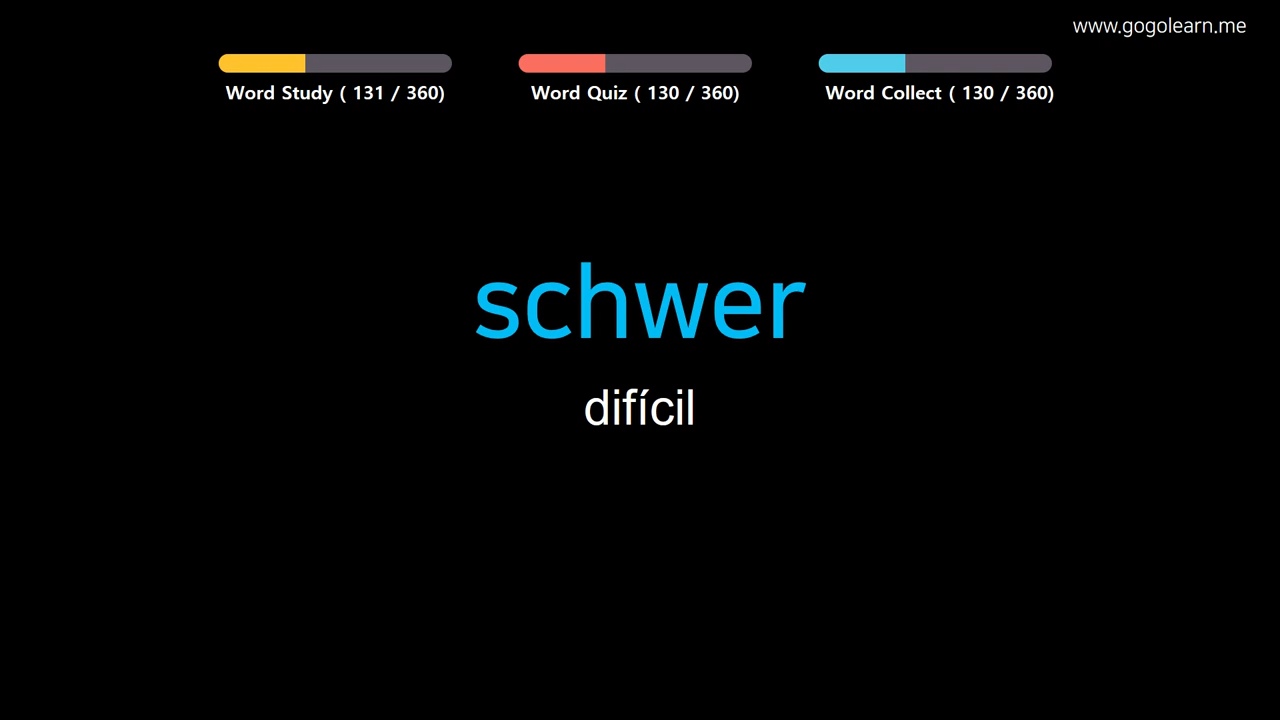 www.gogolearn.me
Word Study ( 131 / 360)
Word Quiz ( 130 / 360)
Word Collect ( 130 / 360)
schwer
difícil